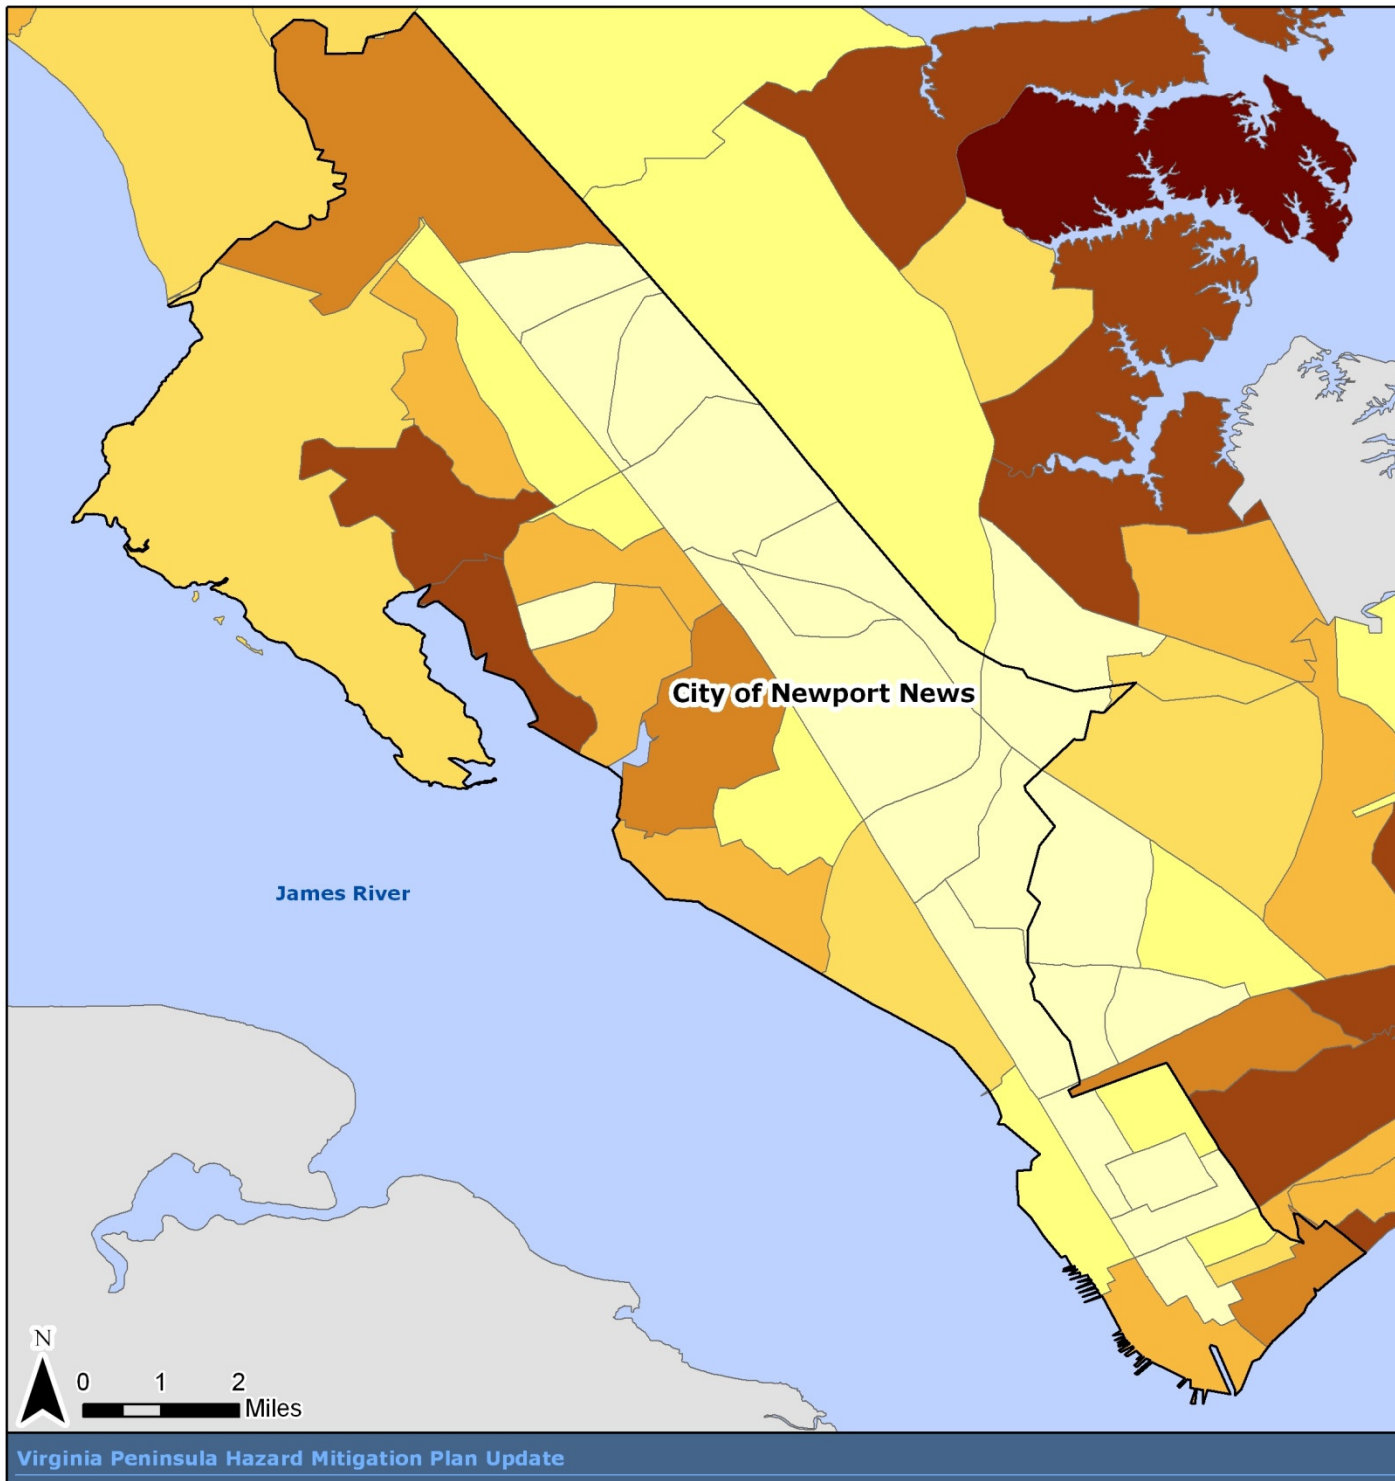 City of Newport News
James River
N
0 1 2
Miles
Virginia Peninsula Hazard Mitigation Plan Update